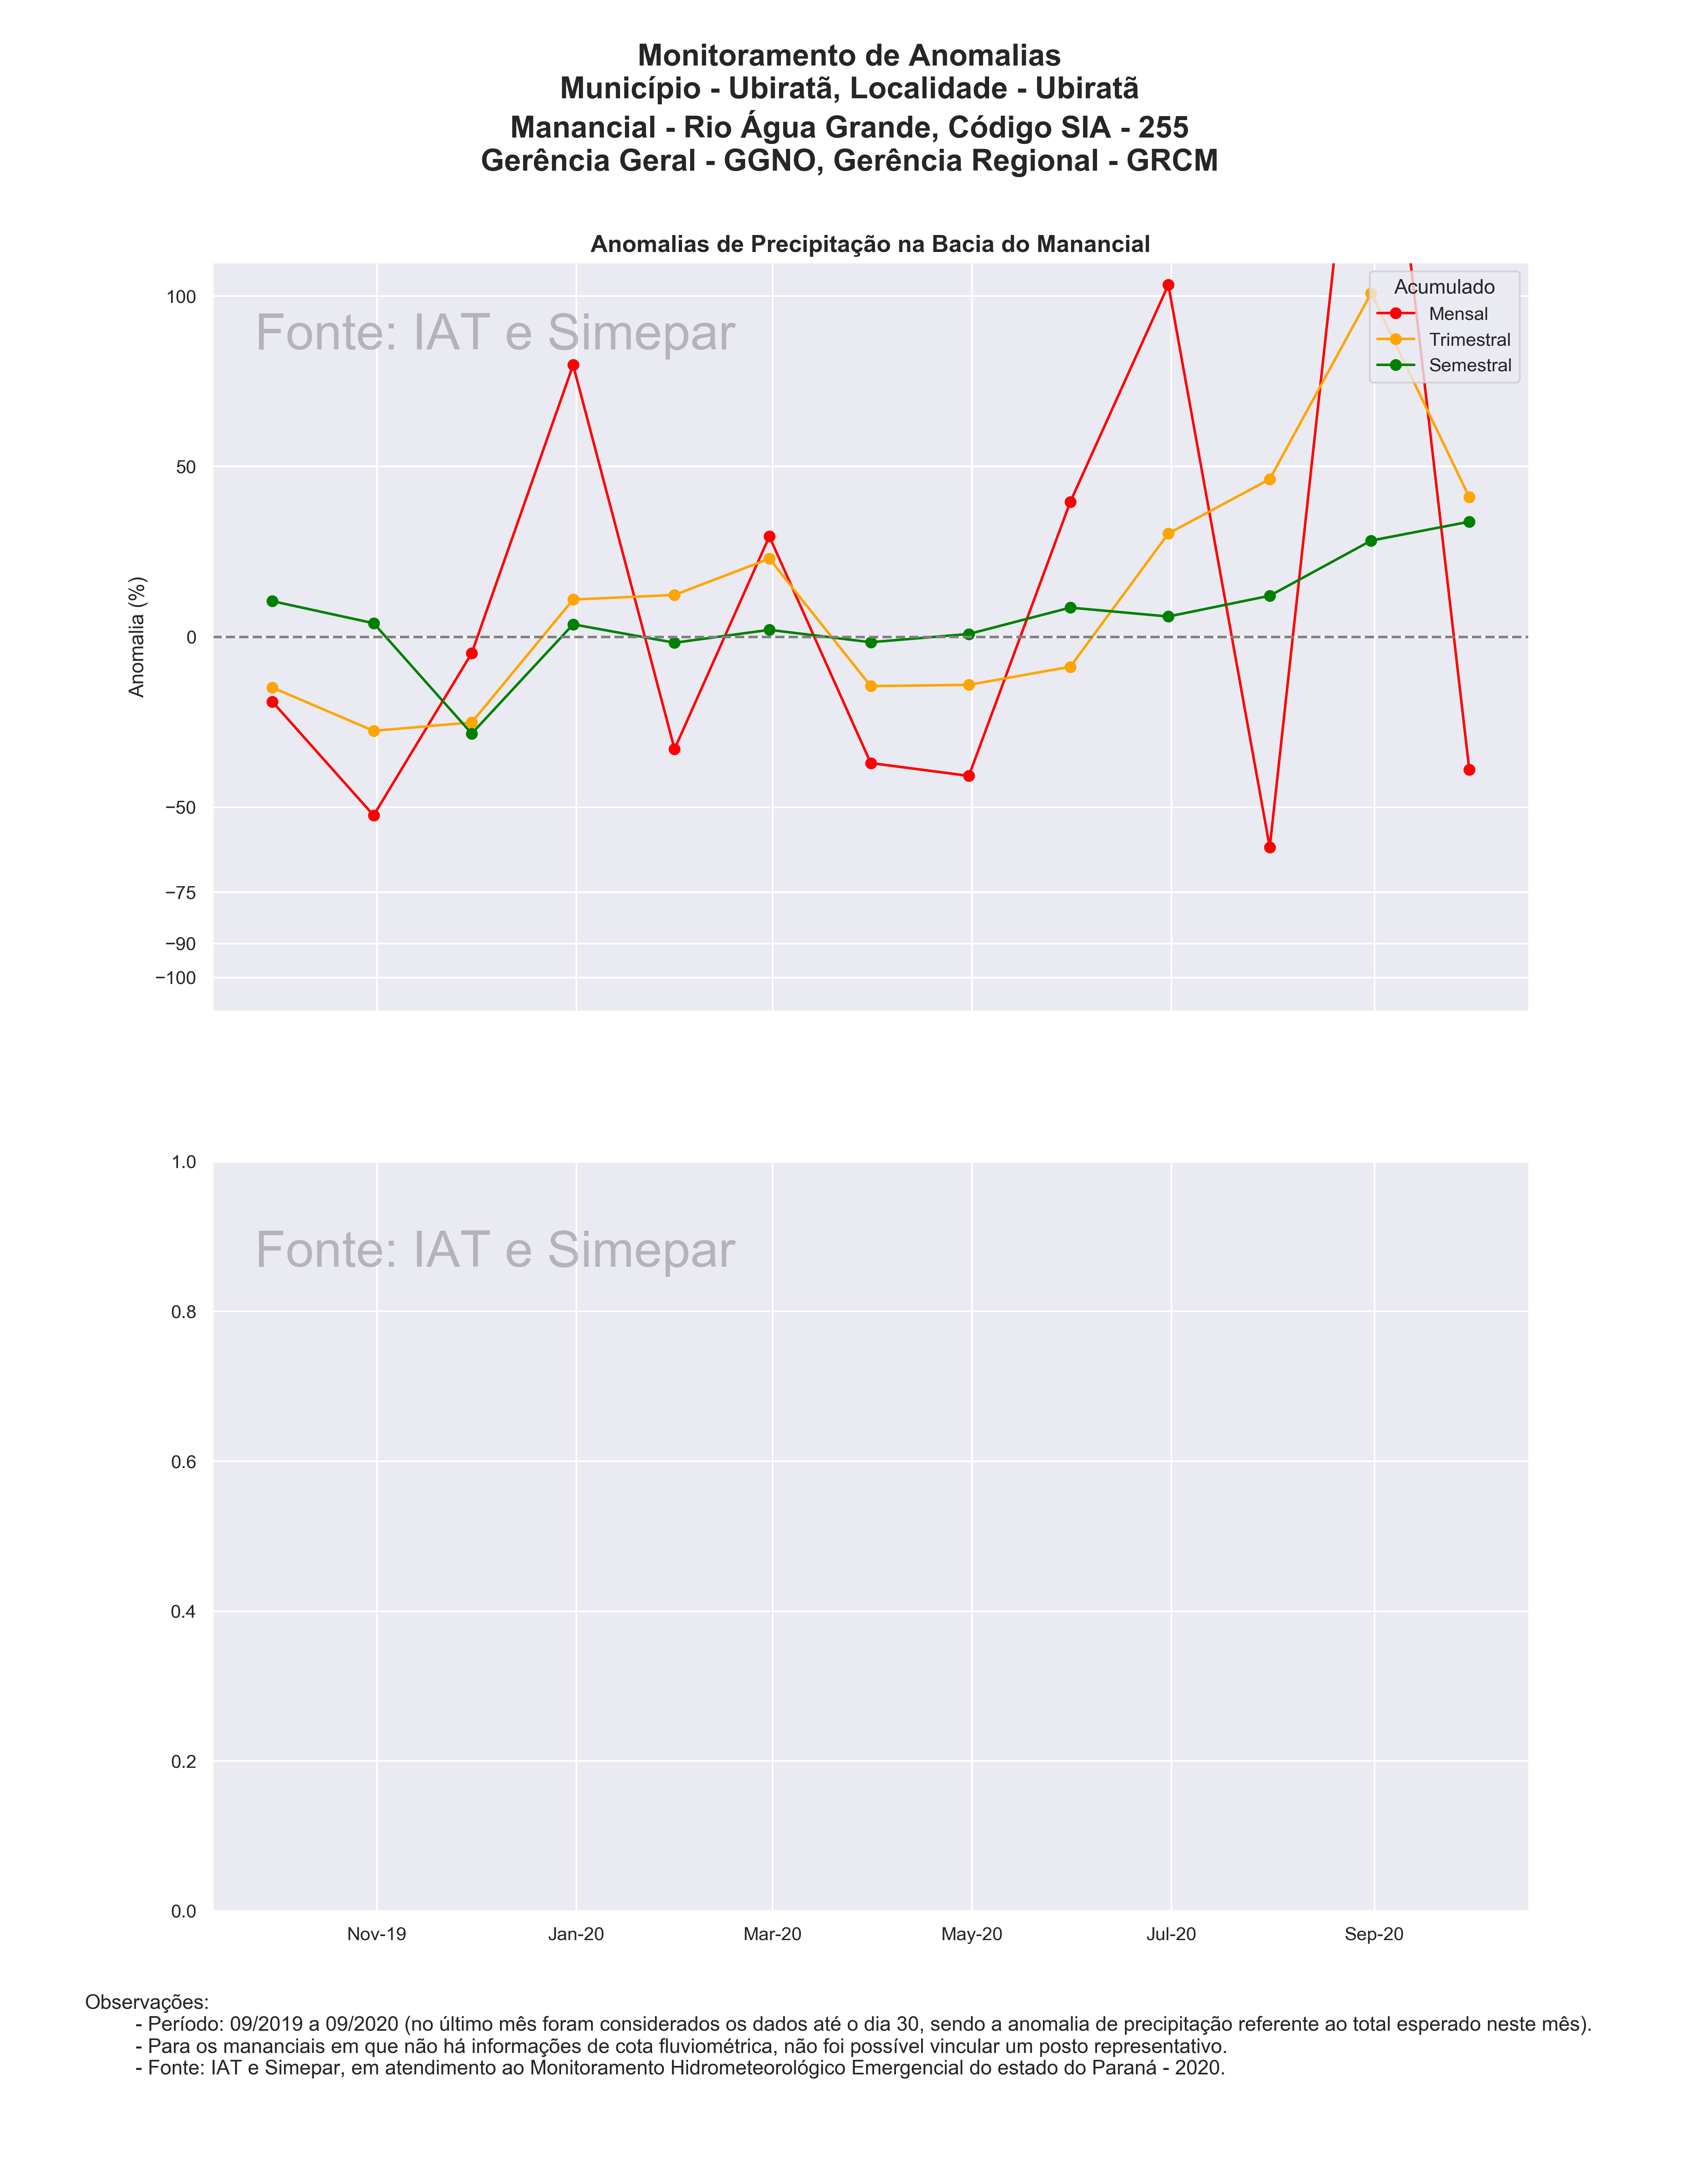 Monitoramento de Anomalias
Município - Ubiratã, Localidade - Ubiratã
Manancial - Rio Água Grande, Código SIA - 255
Gerência Geral - GGNO, Gerência Regional - GRCM
Anomalias de Precipitação na Bacia do Manancial
Fonte: IAT e Simepar
Acumulado
Mensal
Trimestral
Semestral
Anomalia (%)
100
50
0
−50
−75
−90
−100
Fonte: IAT e Simepar
1.0
0.8
0.6
0.4
0.2
0.0
Nov-19 Jan-20 Mar-20 May-20 Jul-20 Sep-20
Observações:
- Período: 09/2019 a 09/2020 (no último mês foram considerados os dados até o dia 30, sendo a anomalia de precipitação referente ao total esperado neste mês).
- Para os mananciais em que não há informações de cota fluviométrica, não foi possível vincular um posto representativo.
- Fonte: IAT e Simepar, em atendimento ao Monitoramento Hidrometeorológico Emergencial do estado do Paraná - 2020.